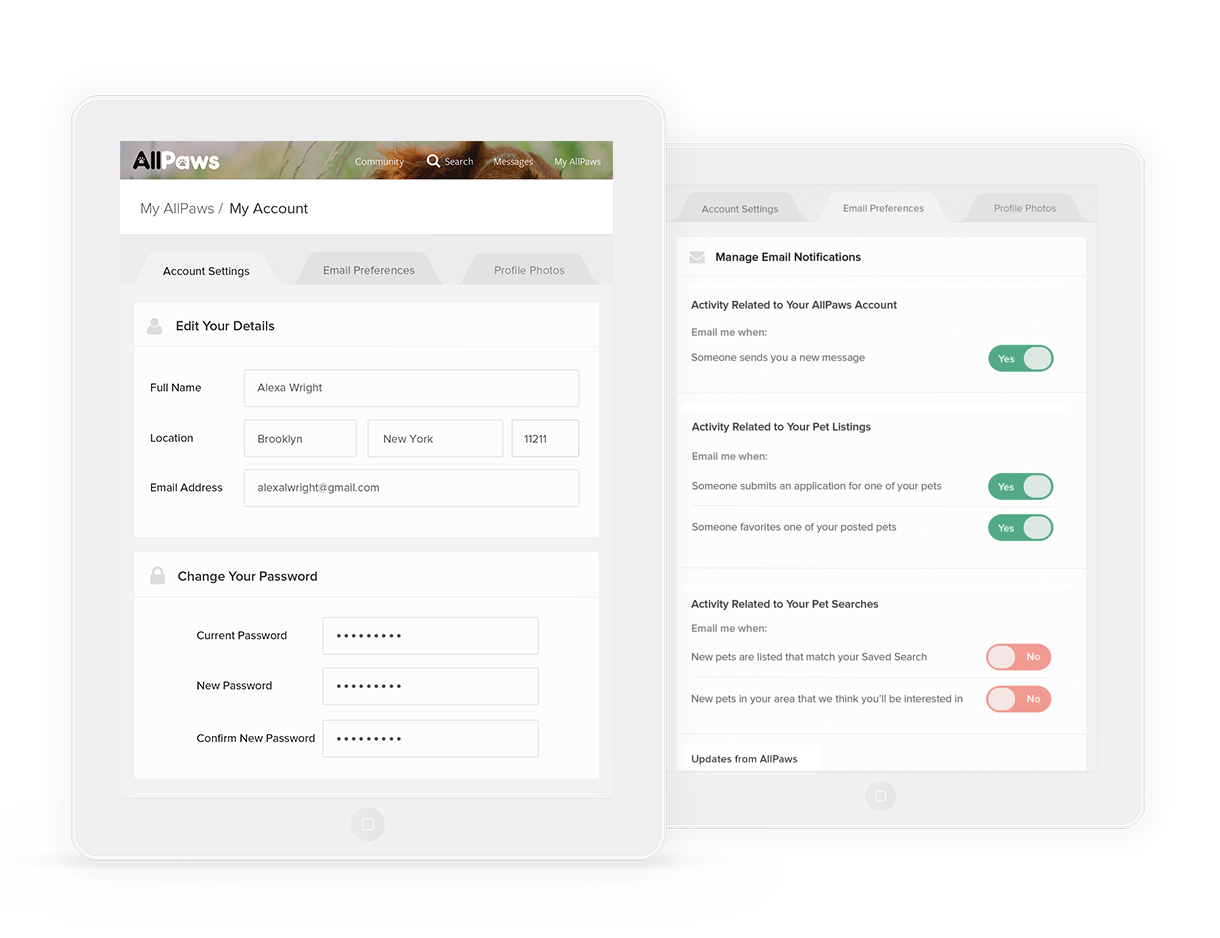 AllPaws
Community Search Messages My AllPaws
My AllPaws / My Account
Account Settings Email Preferences Profile Photos
Edit Your Details
Full Name Alexa Wright
Location Brooklyn New York 11211
Email Address alexalwright@gmail.com
Change Your Password
Current Password •••••••••
New Password •••••••••
Confirm New Password •••••••••
Account Settings Email Preferences Profile Photos
Manage Email Notifications
Activity Related to Your AllPaws Account
Email me when:
Someone sends you a new message Yes
Activity Related to Your Pet Listings
Email me when:
Someone submits an application for one of your pets Yes
Someone favorites one of your posted pets Yes
Activity Related to Your Pet Searches
Email me when:
New pets are listed that match your Saved Search No
New pets in your area that we think you'll be interested in No
Updates from AllPaws